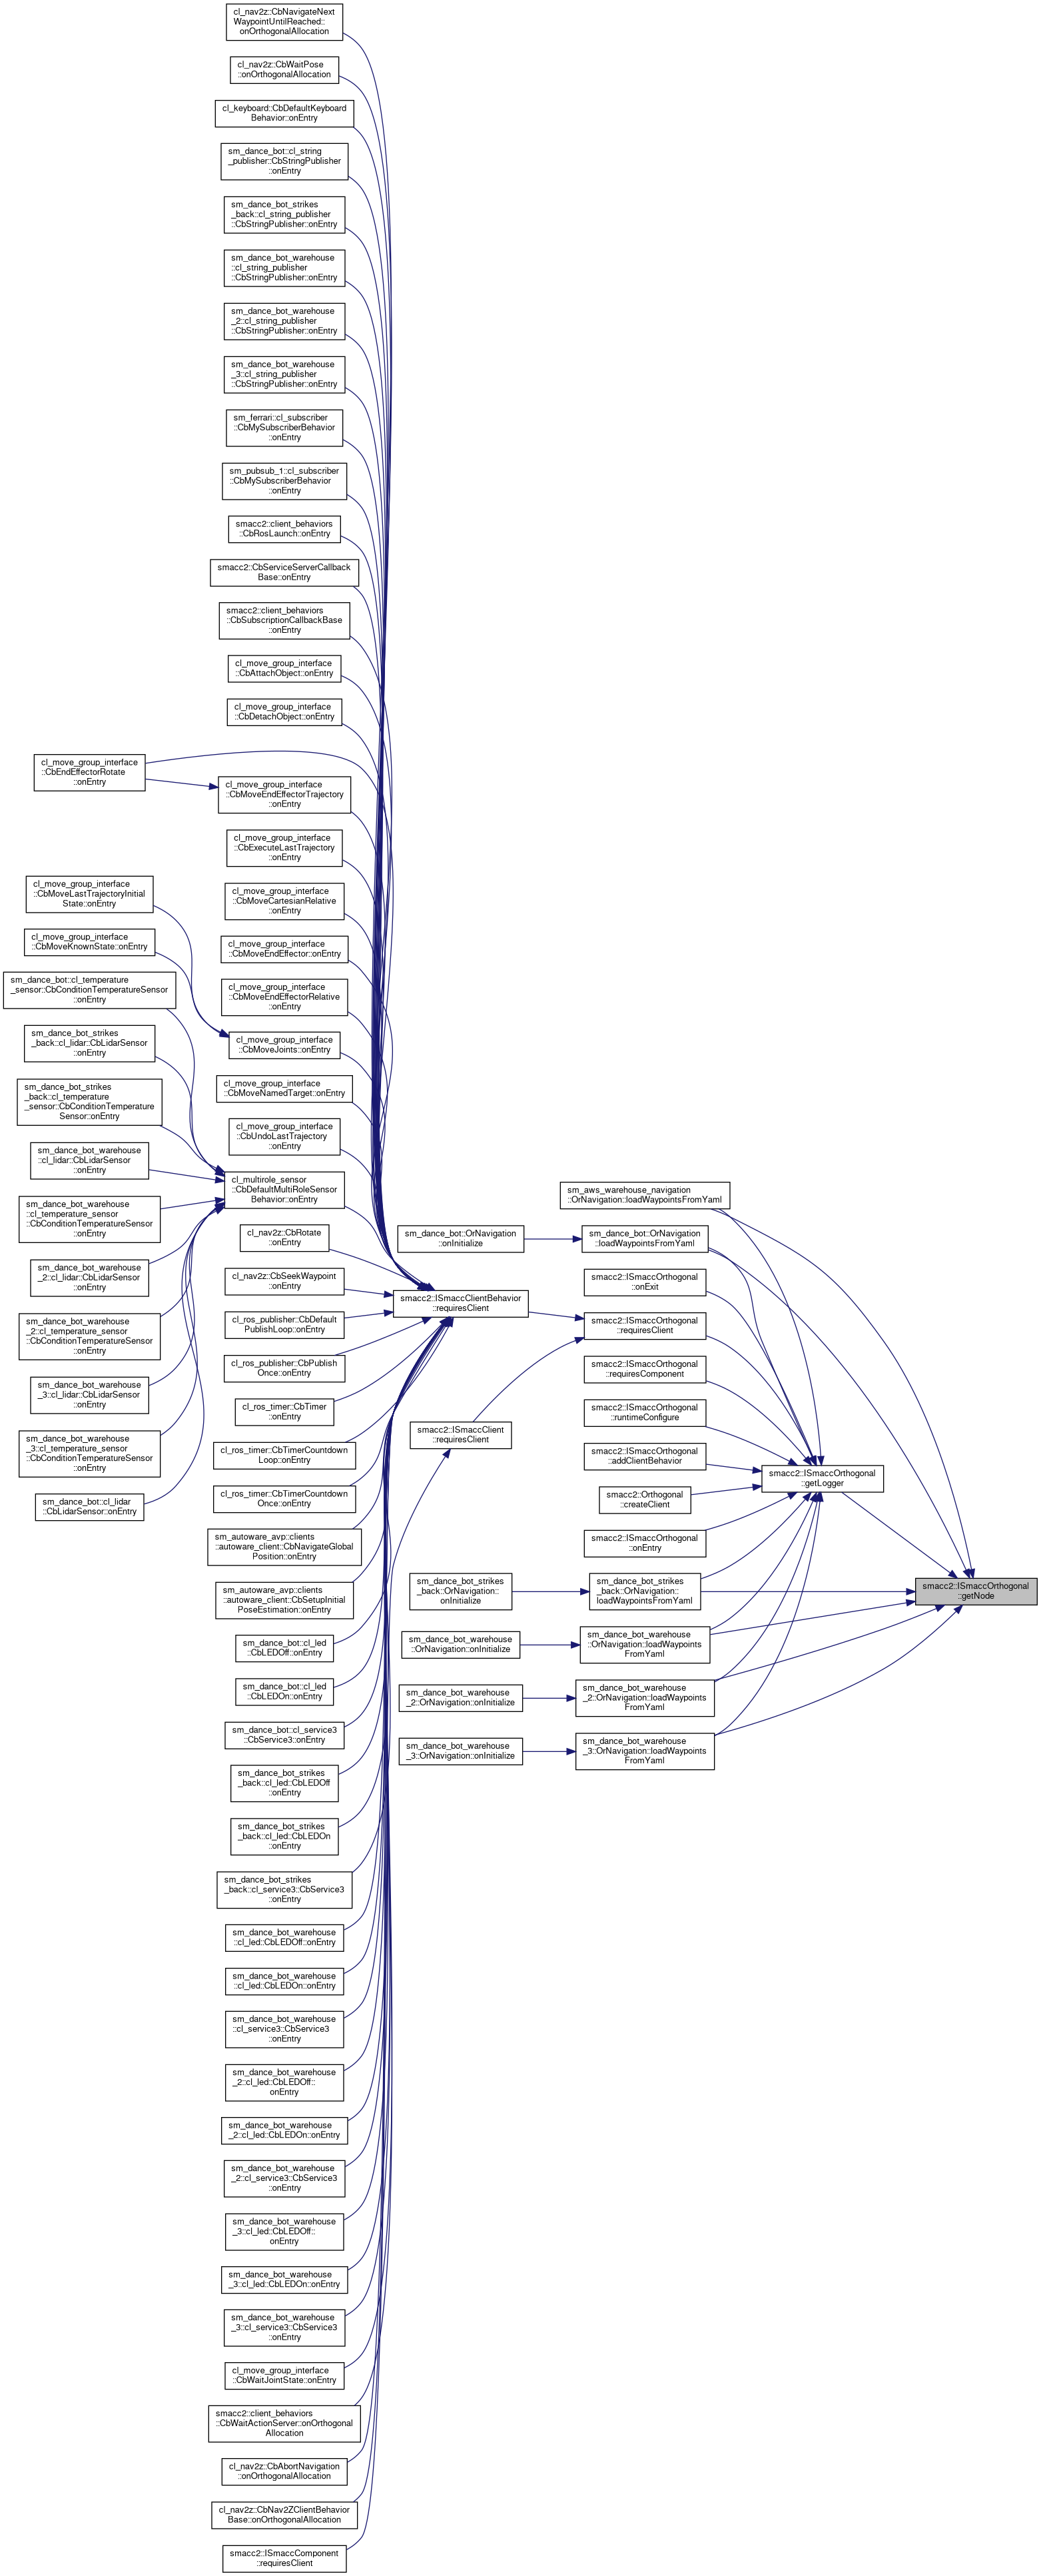 cl_nav2z::CbNavigateNext
WaypointUntilReached::
onOrthogonalAllocation
cl_nav2z::CbWaitPose
::onOrthogonalAllocation
cl_keyboard::CbDefaultKeyboard
Behavior::onEntry
sm_dance_bot::cl_string
_publisher::CbStringPublisher
::onEntry
sm_dance_bot_strikes
_back::cl_string_publisher
::CbStringPublisher::onEntry
sm_dance_bot_warehouse
::cl_string_publisher
::CbStringPublisher::onEntry
sm_dance_bot_warehouse
_2::cl_string_publisher
::CbStringPublisher::onEntry
sm_dance_bot_warehouse
_3::cl_string_publisher
::CbStringPublisher::onEntry
sm_ferrari::cl_subscriber
::CbMySubscriberBehavior
::onEntry
sm_pubsub_1::cl_subscriber
::CbMySubscriberBehavior
::onEntry
smacc2::client_behaviors
::CbRosLaunch::onEntry
smacc2::CbServiceServerCallback
Base::onEntry
smacc2::client_behaviors
::CbSubscriptionCallbackBase
::onEntry
cl_move_group_interface
::CbAttachObject::onEntry
cl_move_group_interface
::CbDetachObject::onEntry
cl_move_group_interface
::CbEndEffectorRotate
::onEntry
cl_move_group_interface
::CbMoveEndEffectorTrajectory
::onEntry
cl_move_group_interface
::CbExecuteLastTrajectory
::onEntry
cl_move_group_interface
::CbMoveLastTrajectoryInitial
State::onEntry
cl_move_group_interface
::CbMoveCartesianRelative
::onEntry
cl_move_group_interface
::CbMoveKnownState::onEntry
cl_move_group_interface
::CbMoveEndEffector::onEntry
sm_dance_bot::cl_temperature
_sensor::CbConditionTemperatureSensor
::onEntry
cl_move_group_interface
::CbMoveEndEffectorRelative
::onEntry
sm_dance_bot_strikes
_back::cl_lidar::CbLidarSensor
::onEntry
cl_move_group_interface
::CbMoveJoints::onEntry
sm_dance_bot_strikes
_back::cl_temperature
_sensor::CbConditionTemperature
Sensor::onEntry
cl_move_group_interface
::CbMoveNamedTarget::onEntry
cl_move_group_interface
::CbUndoLastTrajectory
::onEntry
sm_dance_bot_warehouse
::cl_lidar::CbLidarSensor
::onEntry
cl_multirole_sensor
::CbDefaultMultiRoleSensor
Behavior::onEntry
sm_aws_warehouse_navigation
::OrNavigation::loadWaypointsFromYaml
sm_dance_bot_warehouse
::cl_temperature_sensor
::CbConditionTemperatureSensor
::onEntry
cl_nav2z::CbRotate
::onEntry
sm_dance_bot::OrNavigation
::onInitialize
sm_dance_bot::OrNavigation
::loadWaypointsFromYaml
sm_dance_bot_warehouse
_2::cl_lidar::CbLidarSensor
::onEntry
cl_nav2z::CbSeekWaypoint
::onEntry
smacc2::ISmaccOrthogonal
::onExit
smacc2::ISmaccClientBehavior
::requiresClient
sm_dance_bot_warehouse
_2::cl_temperature_sensor
::CbConditionTemperatureSensor
::onEntry
cl_ros_publisher::CbDefault
PublishLoop::onEntry
smacc2::ISmaccOrthogonal
::requiresClient
cl_ros_publisher::CbPublish
Once::onEntry
smacc2::ISmaccOrthogonal
::requiresComponent
sm_dance_bot_warehouse
_3::cl_lidar::CbLidarSensor
::onEntry
cl_ros_timer::CbTimer
::onEntry
smacc2::ISmaccOrthogonal
::runtimeConfigure
sm_dance_bot_warehouse
_3::cl_temperature_sensor
::CbConditionTemperatureSensor
::onEntry
cl_ros_timer::CbTimerCountdown
Loop::onEntry
smacc2::ISmaccClient
::requiresClient
smacc2::ISmaccOrthogonal
::addClientBehavior
smacc2::ISmaccOrthogonal
::getLogger
sm_dance_bot::cl_lidar
::CbLidarSensor::onEntry
cl_ros_timer::CbTimerCountdown
Once::onEntry
smacc2::Orthogonal
::createClient
sm_autoware_avp::clients
::autoware_client::CbNavigateGlobal
Position::onEntry
smacc2::ISmaccOrthogonal
::onEntry
sm_autoware_avp::clients
::autoware_client::CbSetupInitial
PoseEstimation::onEntry
sm_dance_bot_strikes
_back::OrNavigation::
onInitialize
sm_dance_bot_strikes
_back::OrNavigation::
loadWaypointsFromYaml
smacc2::ISmaccOrthogonal
::getNode
sm_dance_bot::cl_led
::CbLEDOff::onEntry
sm_dance_bot_warehouse
::OrNavigation::onInitialize
sm_dance_bot_warehouse
::OrNavigation::loadWaypoints
FromYaml
sm_dance_bot::cl_led
::CbLEDOn::onEntry
sm_dance_bot_warehouse
_2::OrNavigation::onInitialize
sm_dance_bot_warehouse
_2::OrNavigation::loadWaypoints
FromYaml
sm_dance_bot::cl_service3
::CbService3::onEntry
sm_dance_bot_warehouse
_3::OrNavigation::onInitialize
sm_dance_bot_warehouse
_3::OrNavigation::loadWaypoints
FromYaml
sm_dance_bot_strikes
_back::cl_led::CbLEDOff
::onEntry
sm_dance_bot_strikes
_back::cl_led::CbLEDOn
::onEntry
sm_dance_bot_strikes
_back::cl_service3::CbService3
::onEntry
sm_dance_bot_warehouse
::cl_led::CbLEDOff::onEntry
sm_dance_bot_warehouse
::cl_led::CbLEDOn::onEntry
sm_dance_bot_warehouse
::cl_service3::CbService3
::onEntry
sm_dance_bot_warehouse
_2::cl_led::CbLEDOff::
onEntry
sm_dance_bot_warehouse
_2::cl_led::CbLEDOn::onEntry
sm_dance_bot_warehouse
_2::cl_service3::CbService3
::onEntry
sm_dance_bot_warehouse
_3::cl_led::CbLEDOff::
onEntry
sm_dance_bot_warehouse
_3::cl_led::CbLEDOn::onEntry
sm_dance_bot_warehouse
_3::cl_service3::CbService3
::onEntry
cl_move_group_interface
::CbWaitJointState::onEntry
smacc2::client_behaviors
::CbWaitActionServer::onOrthogonal
Allocation
cl_nav2z::CbAbortNavigation
::onOrthogonalAllocation
cl_nav2z::CbNav2ZClientBehavior
Base::onOrthogonalAllocation
smacc2::ISmaccComponent
::requiresClient